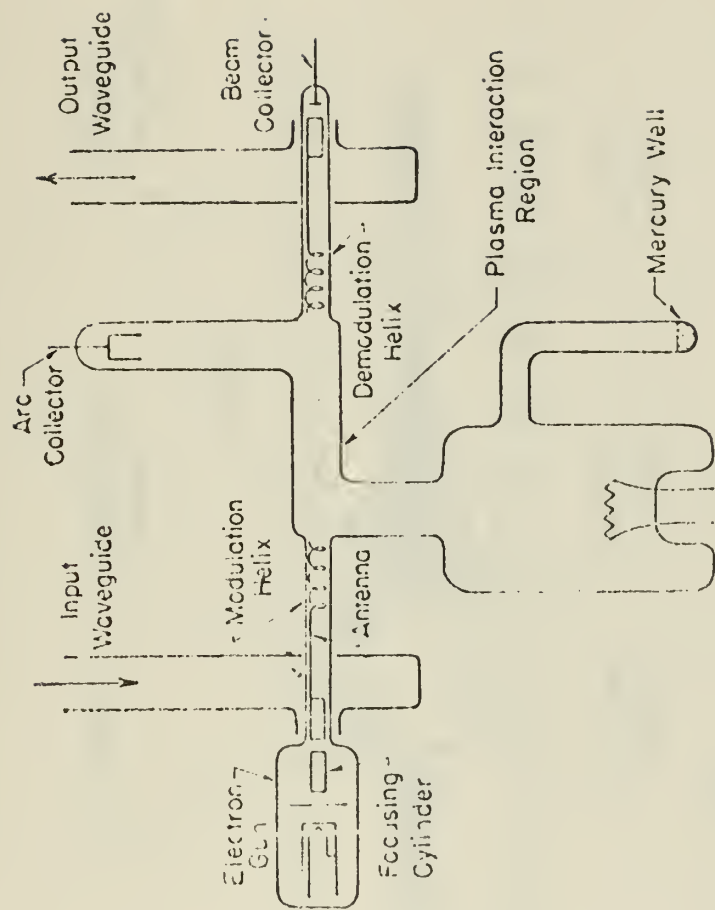 Input
Waveguide
Arc
Collector
Output
Waveguide
Electron
Gun
Modulation
Helix
Beam
Collector
Focusing
Cylinder
Antenna
Demodulation
Helix
Plasma Interaction
Region
Mercury Well